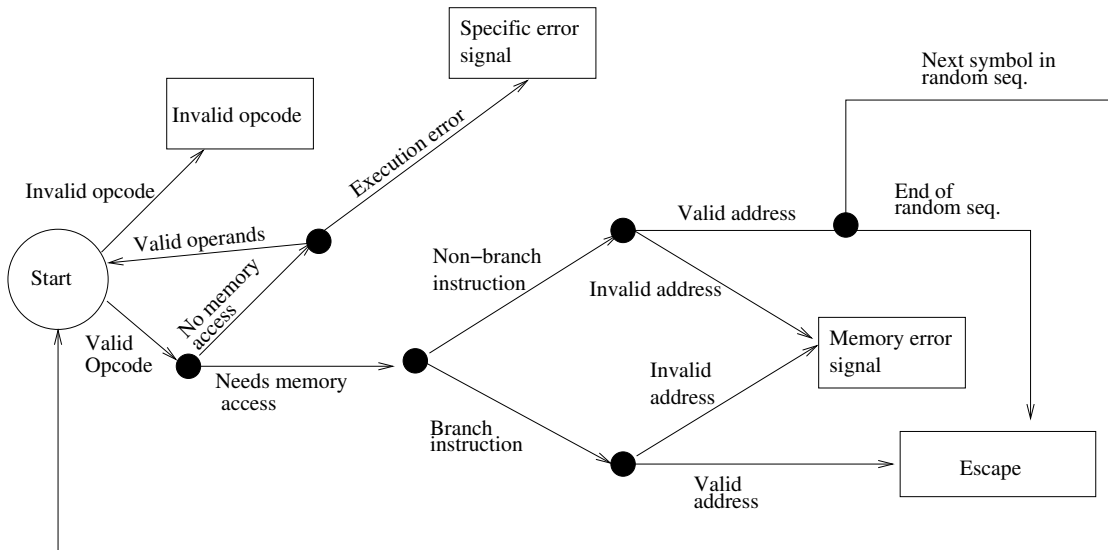 Specific error
signal
Next symbol in
random seq.
Invalid opcode
Execution error
Invalid opcode
End of
random seq.
Valid address
Valid operands
Non−branch
instruction
Start
Invalid address
No memory
access
Memory error
signal
Valid
Opcode
Invalid
address
Needs memory
access
Branch
instruction
Escape
Valid
address